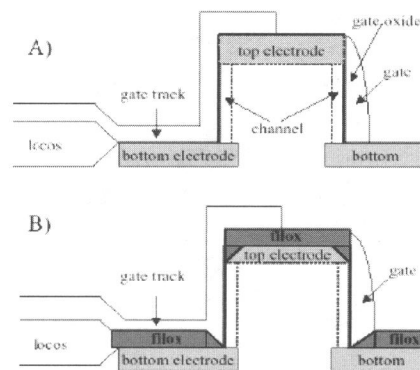 A)
gate oxide
top electrode
gate
gate track
channel
locos
bottom electrode
bottom
B)
filox
top electrode
gate track
gate
filox
filox
locos
bottom electrode
bottom